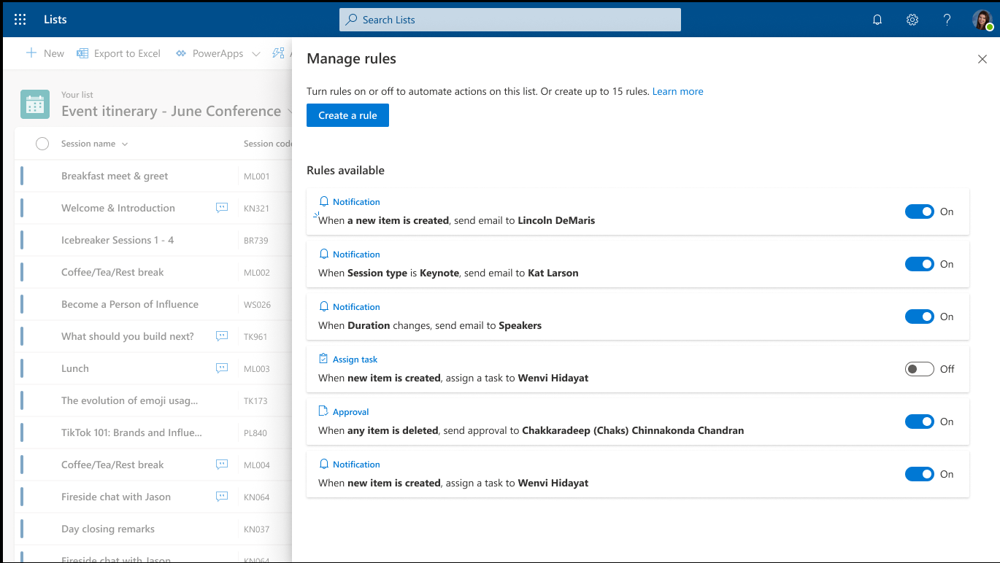 Lists
Search Lists
New
Export to Excel
PowerApps
Your list
Event itinerary - June Conference
Session name
Session code
Breakfast meet & greet ML001
Welcome & Introduction KN321
Icebreaker Sessions 1 - 4 BR739
Coffee/Tea/Rest break ML002
Become a Person of Influence WS026
What should you build next? TK961
Lunch ML003
The evolution of emoji usag... TK173
TikTok 101: Brands and Influe... PL840
Coffee/Tea/Rest break ML004
Fireside chat with Jason KN064
Day closing remarks KN037
Fireside chat with Jason KN064
Manage rules
Turn rules on or off to automate actions on this list. Or create up to 15 rules. Learn more
Create a rule
Rules available
Notification
When a new item is created, send email to Lincoln DeMaris
On
Notification
When Session type is Keynote, send email to Kat Larson
On
Notification
When Duration changes, send email to Speakers
On
Assign task
When new item is created, assign a task to Wenvi Hidayat
Off
Approval
When any item is deleted, send approval to Chakkaradeep (Chaks) Chinnakonda Chandran
On
Notification
When new item is created, assign a task to Wenvi Hidayat
On